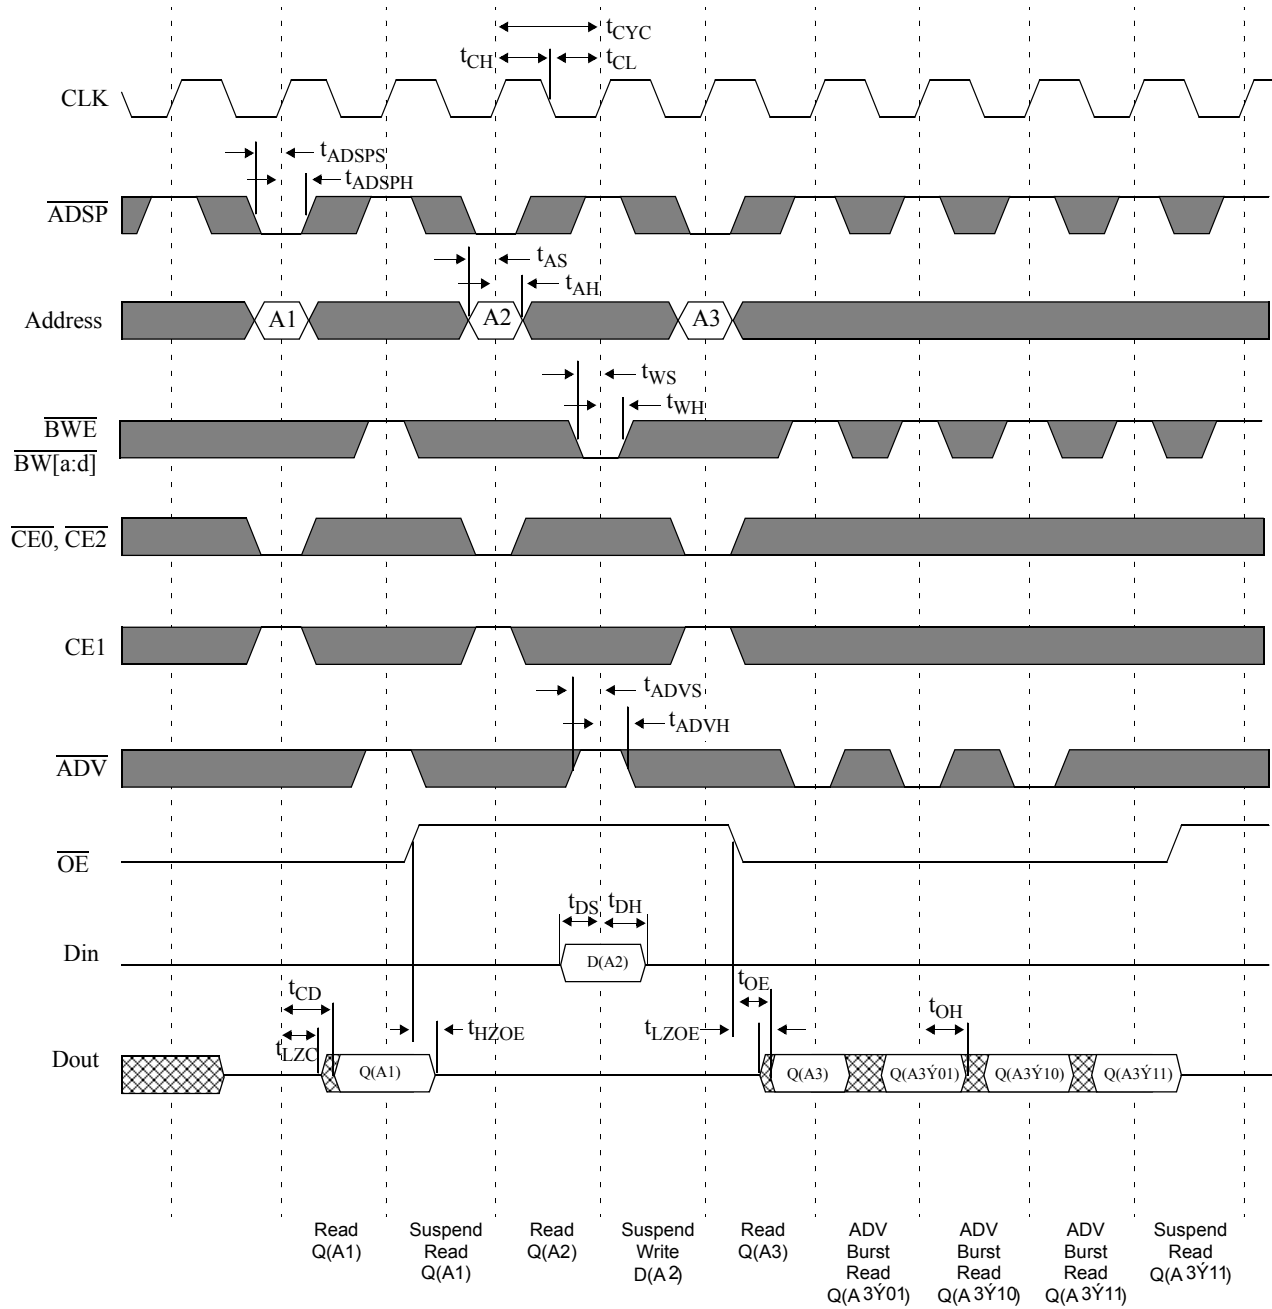 tCYC
tCH tCL
CLK
tADSPS
tADSPH
ADSP
tAS
tAH
Address A1 A2 A3
tWS
tWH
BWE
BW[a:d]
CE0, CE2
CE1
tADVS
tADVH
ADV
OE
tDS tDH
Din D(A2)
tCD tOE tOH
tLZC tHZOE tLZOE
Dout Q(A1) Q(A3) Q(A3Ý01) Q(A3Ý10) Q(A3Ý11)
Read
Q(A1)
Suspend
Read
Q(A1)
Read
Q(A2)
Suspend
Write
D(A2)
Read
Q(A3)
ADV
Burst
Read
Q(A3Ý01)
ADV
Burst
Read
Q(A3Ý10)
ADV
Burst
Read
Q(A3Ý11)
Suspend
Read
Q(A3Ý11)